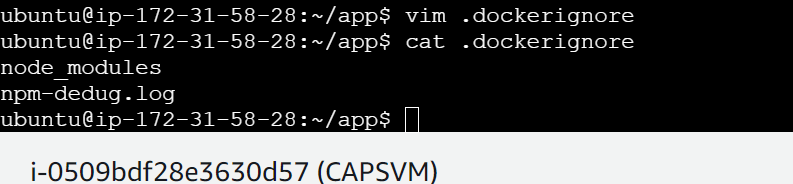 ubuntu@ip-172-31-58-28:~/app$ vim .dockerignore
ubuntu@ip-172-31-58-28:~/app$ cat .dockerignore
node_modules
npm-dedug.log
ubuntu@ip-172-31-58-28:~/app$
i-0509bdf28e3630d57 (CAPSVM)